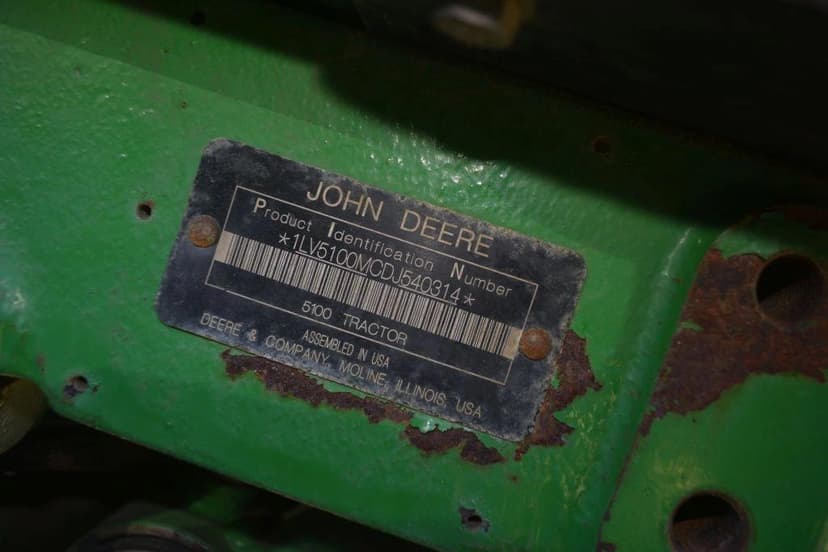 JOHN DEERE
Product Identification Number
*1LV5100MCDJ540314*
5100 TRACTOR
ASSEMBLED IN USA
DEERE & COMPANY, MOLINE, ILLINOIS, USA